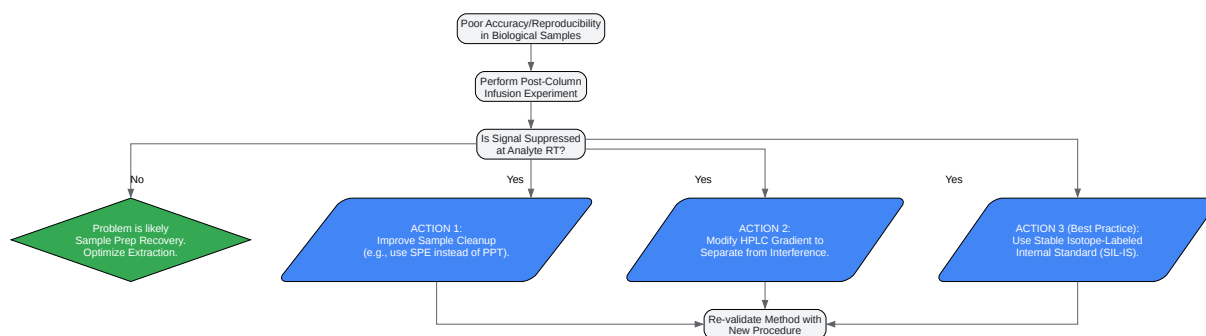 Poor Accuracy/Reproducibility
in Biological Samples
Perform Post-Column
Infusion Experiment
Is Signal Suppressed
at Analyte RT?
No
Yes
Yes
Yes
Problem is likely
Sample Prep Recovery.
Optimize Extraction.
ACTION 1:
Improve Sample Cleanup
(e.g., use SPE instead of PPT).
ACTION 2:
Modify HPLC Gradient to
Separate from Interference.
ACTION 3 (Best Practice):
Use Stable Isotope-Labeled
Internal Standard (SIL-IS).
Re-validate Method with
New Procedure